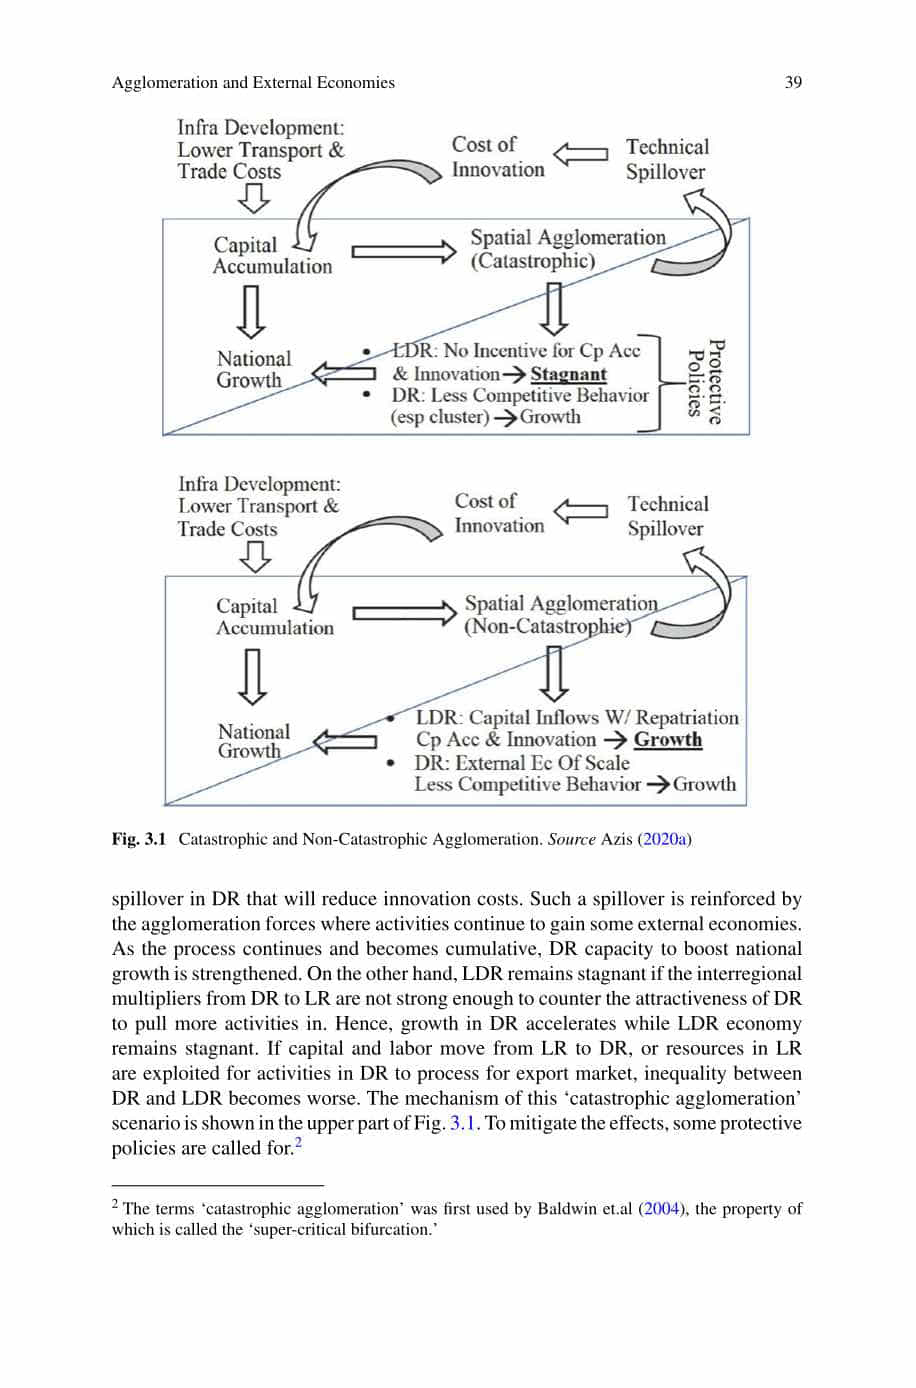 Agglomeration and External Economies 39
Infra Development:
Lower Transport &
Trade Costs
Cost of
Innovation
Technical
Spillover
Capital
Accumulation
Spatial Agglomeration
(Catastrophic)
National
Growth
• LDR: No Incentive for Cp Acc
& Innovation → Stagnant
• DR: Less Competitive Behavior
(esp cluster) → Growth
Protective
Policies
Infra Development:
Lower Transport &
Trade Costs
Cost of
Innovation
Technical
Spillover
Capital
Accumulation
Spatial Agglomeration
(Non-Catastrophic)
National
Growth
• LDR: Capital Inflows W/ Repatriation
Cp Acc & Innovation → Growth
• DR: External Ec Of Scale
Less Competitive Behavior → Growth
Fig. 3.1 Catastrophic and Non-Catastrophic Agglomeration. Source Azis (2020a)
spillover in DR that will reduce innovation costs. Such a spillover is reinforced by
the agglomeration forces where activities continue to gain some external economies.
As the process continues and becomes cumulative, DR capacity to boost national
growth is strengthened. On the other hand, LDR remains stagnant if the interregional
multipliers from DR to LR are not strong enough to counter the attractiveness of DR
to pull more activities in. Hence, growth in DR accelerates while LDR economy
remains stagnant. If capital and labor move from LR to DR, or resources in LR
are exploited for activities in DR to process for export market, inequality between
DR and LDR becomes worse. The mechanism of this ‘catastrophic agglomeration’
scenario is shown in the upper part of Fig. 3.1. To mitigate the effects, some protective
policies are called for.2
2 The terms ‘catastrophic agglomeration’ was first used by Baldwin et.al (2004), the property of
which is called the ‘super-critical bifurcation.’